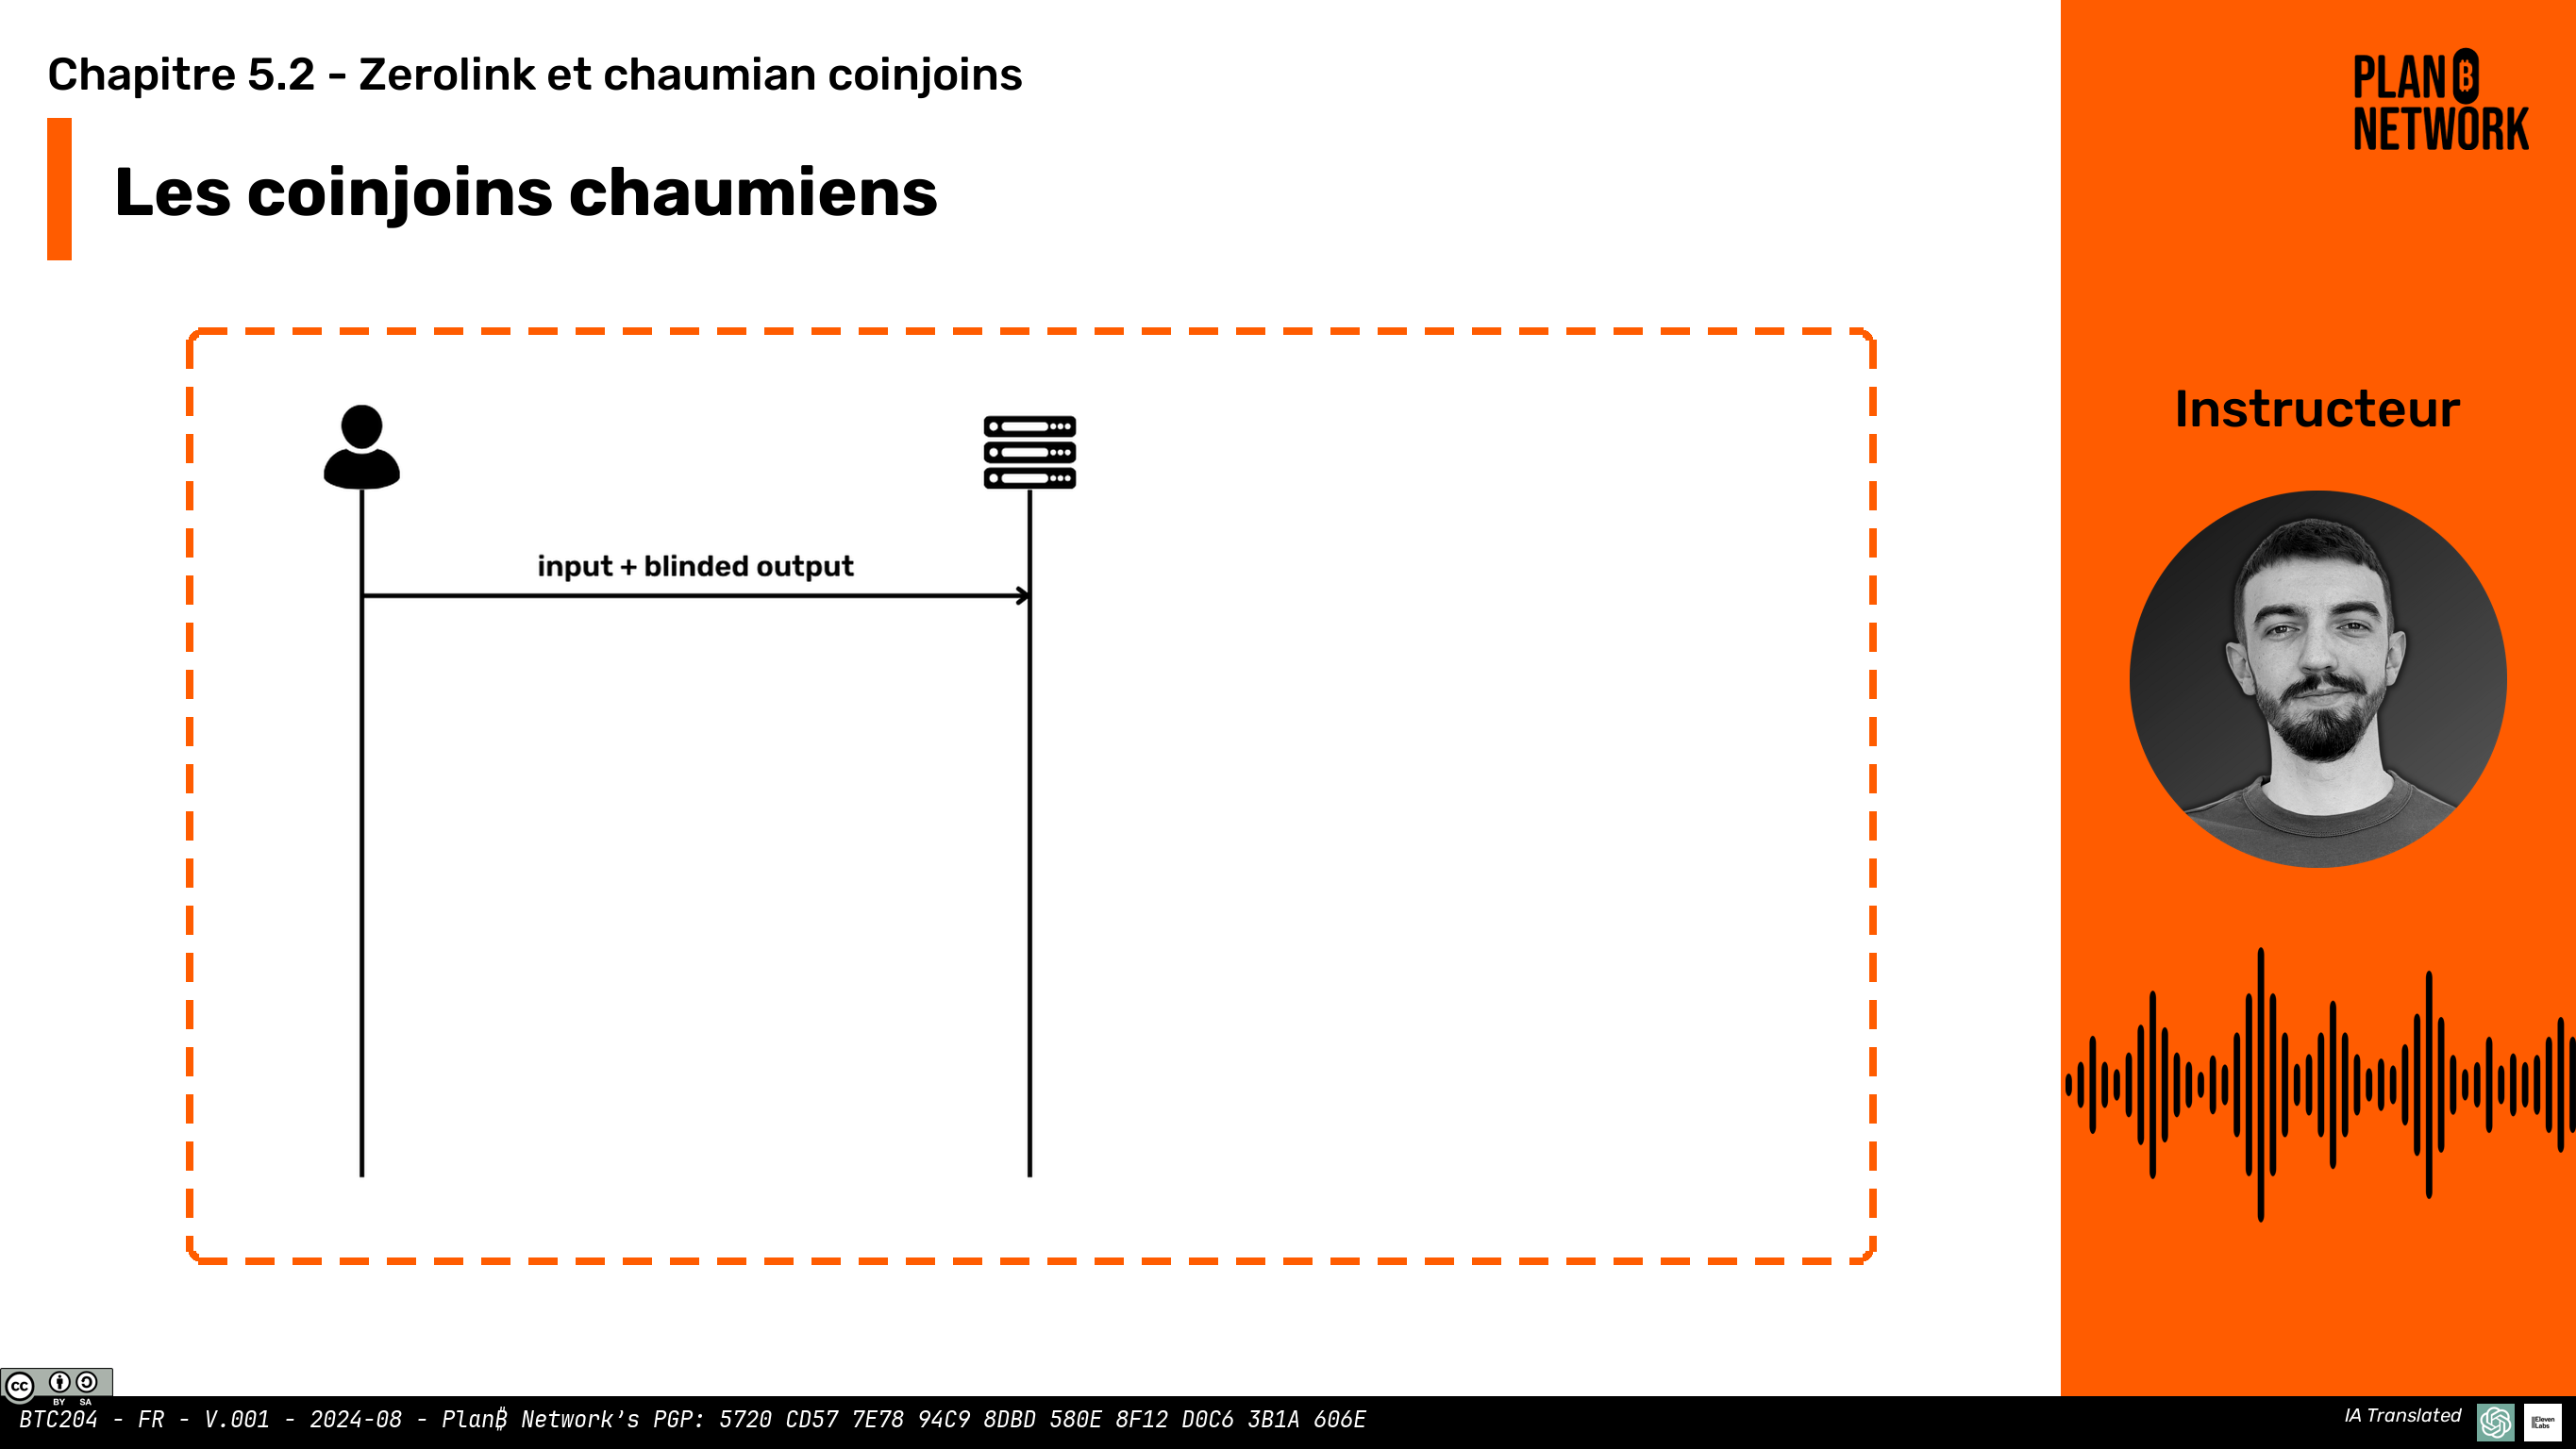 Chapitre 5.2 - Zerolink et chaumian coinjoins
Les coinjoins chaumiens
input + blinded output
PLAN ₿
NETWORK
Instructeur
cc
BY SA
BTC204 - FR - V.001 - 2024-08 - Plan₿ Network’s PGP: 5720 CD57 7E78 94C9 8DBD 580E 8F12 D0C6 3B1A 606E
IA Translated
ElevenLabs